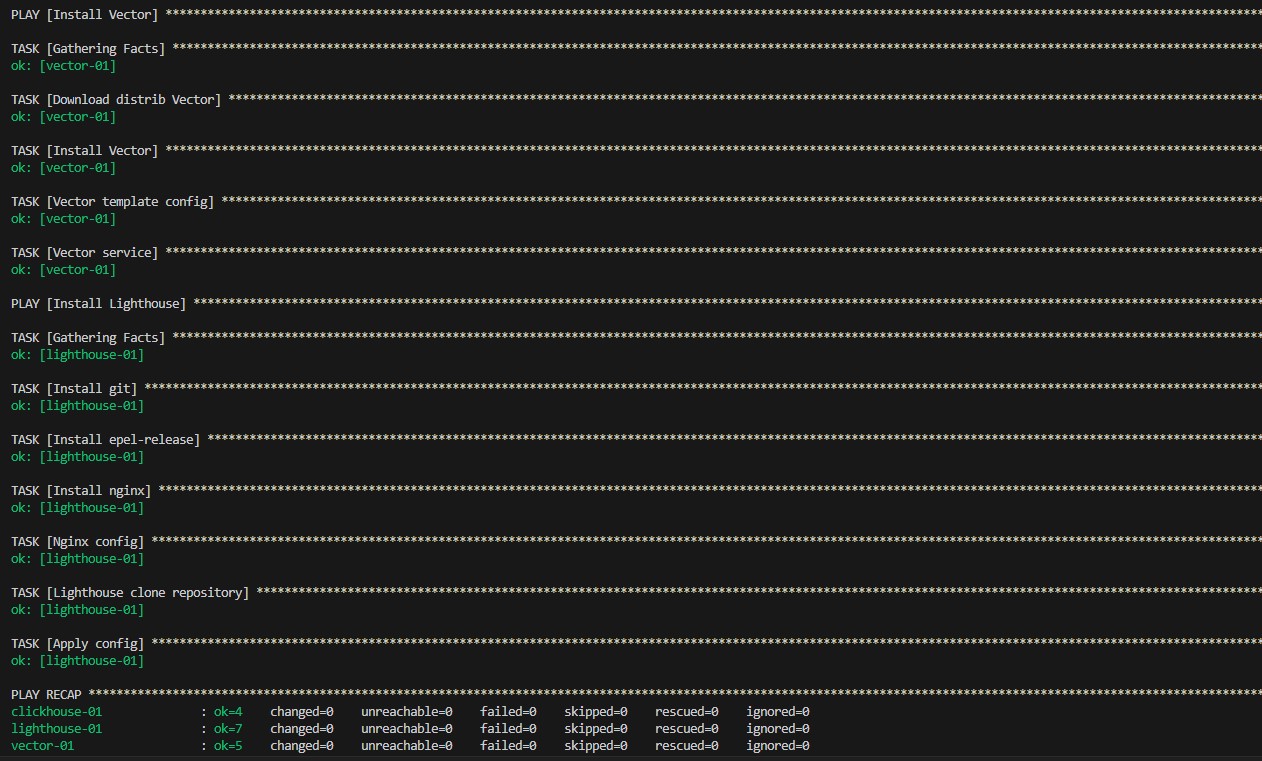 PLAY [Install Vector] ****************************************************************************************************************************************************************
TASK [Gathering Facts] ***************************************************************************************************************************************************************
ok: [vector-01]
TASK [Download distrib Vector] *******************************************************************************************************************************************************
ok: [vector-01]
TASK [Install Vector] ****************************************************************************************************************************************************************
ok: [vector-01]
TASK [Vector template config] ********************************************************************************************************************************************************
ok: [vector-01]
TASK [Vector service] ****************************************************************************************************************************************************************
ok: [vector-01]
PLAY [Install Lighthouse] ************************************************************************************************************************************************************
TASK [Gathering Facts] ***************************************************************************************************************************************************************
ok: [lighthouse-01]
TASK [Install git] *******************************************************************************************************************************************************************
ok: [lighthouse-01]
TASK [Install epel-release] **********************************************************************************************************************************************************
ok: [lighthouse-01]
TASK [Install nginx] *****************************************************************************************************************************************************************
ok: [lighthouse-01]
TASK [Nginx config] ******************************************************************************************************************************************************************
ok: [lighthouse-01]
TASK [Lighthouse clone repository] ***************************************************************************************************************************************************
ok: [lighthouse-01]
TASK [Apply config] ******************************************************************************************************************************************************************
ok: [lighthouse-01]
PLAY RECAP ***************************************************************************************************************************************************************************
clickhouse-01              : ok=4    changed=0    unreachable=0    failed=0    skipped=0    rescued=0    ignored=0
lighthouse-01              : ok=7    changed=0    unreachable=0    failed=0    skipped=0    rescued=0    ignored=0
vector-01                  : ok=5    changed=0    unreachable=0    failed=0    skipped=0    rescued=0    ignored=0